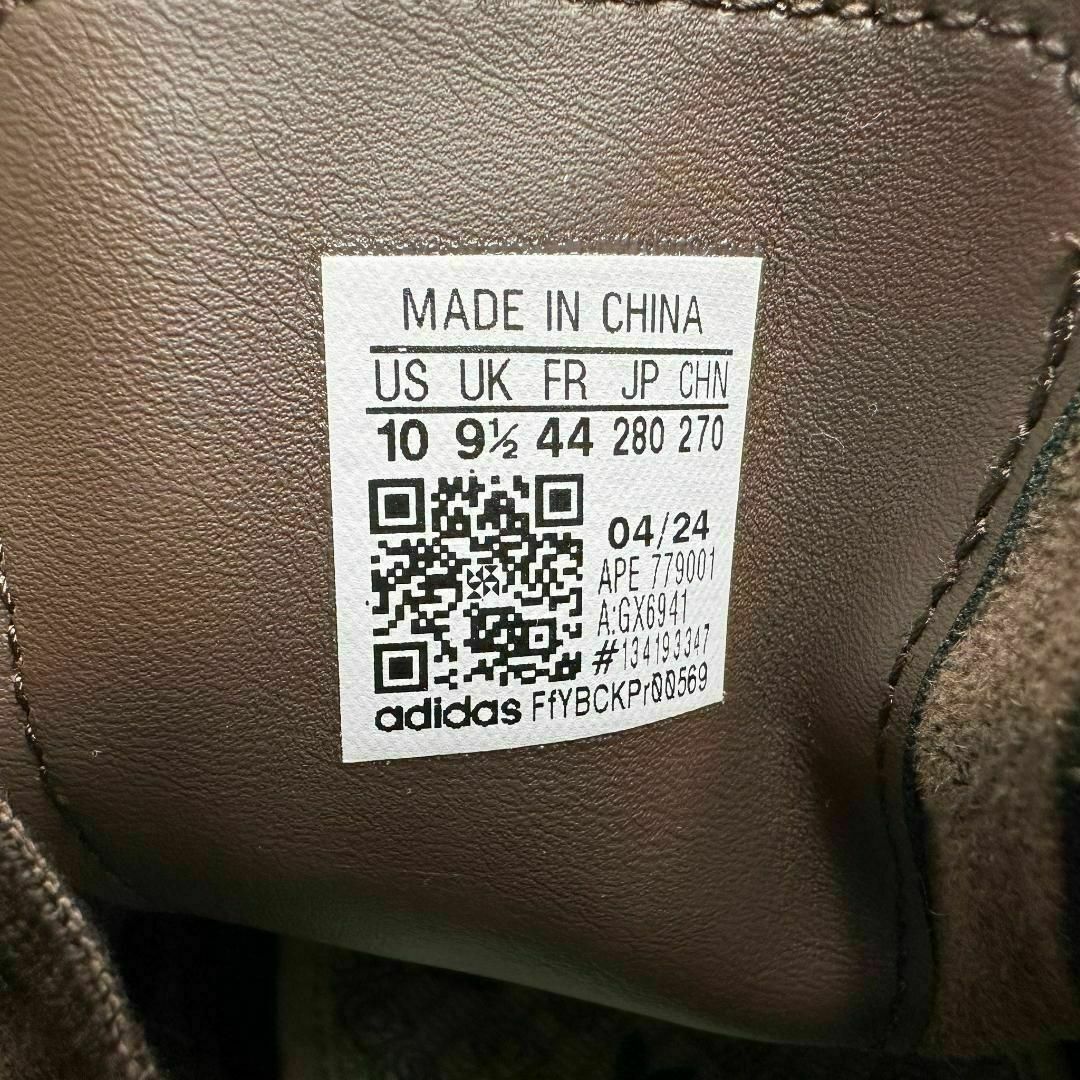 MADE IN CHINA
US UK FR JP CHN
10 9½ 44 280 270
04/24
APE 779001
A:GX6941
#134193347
adidas FfYBCKPr00569